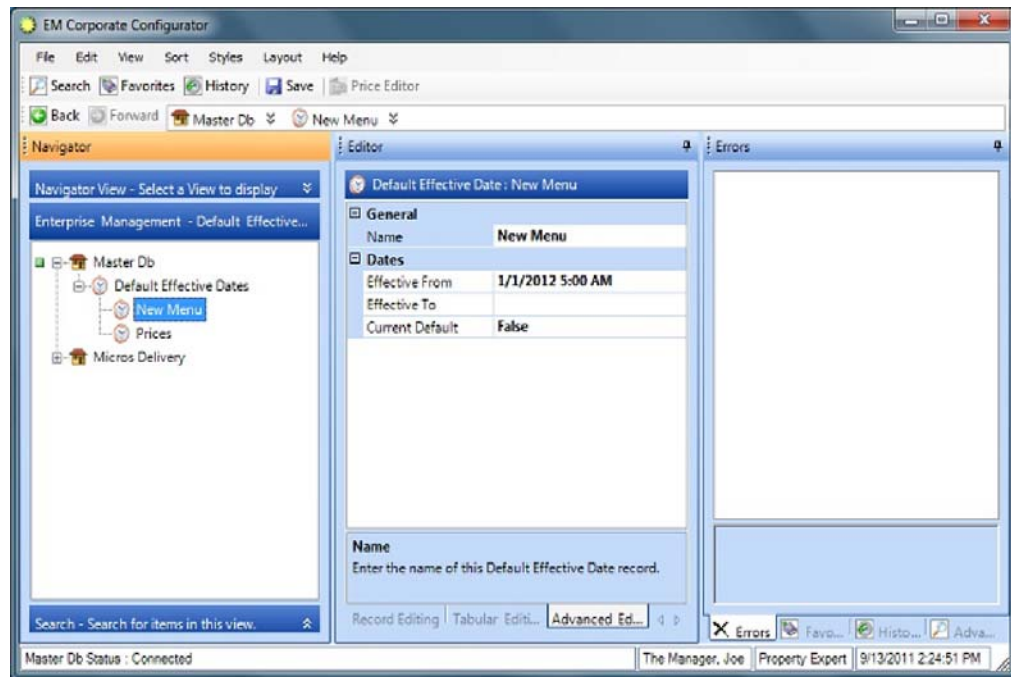 EM Corporate Configurator
File Edit View Sort Styles Layout Help
Search Favorites History Save Price Editor
Back Forward Master Db New Menu
Navigator
Navigator View - Select a View to display
Enterprise Management - Default Effective...
Master Db
Default Effective Dates
New Menu
Prices
Micros Delivery
Search - Search for items in this view.
Editor
Default Effective Date : New Menu
General
Name New Menu
Dates
Effective From 1/1/2012 5:00 AM
Effective To
Current Default False
Name
Enter the name of this Default Effective Date record.
Record Editing Tabular Editi... Advanced Ed...
Errors
Errors Favo... Histo... Adva...
Master Db Status : Connected
The Manager, Joe Property Expert 9/13/2011 2:24:51 PM